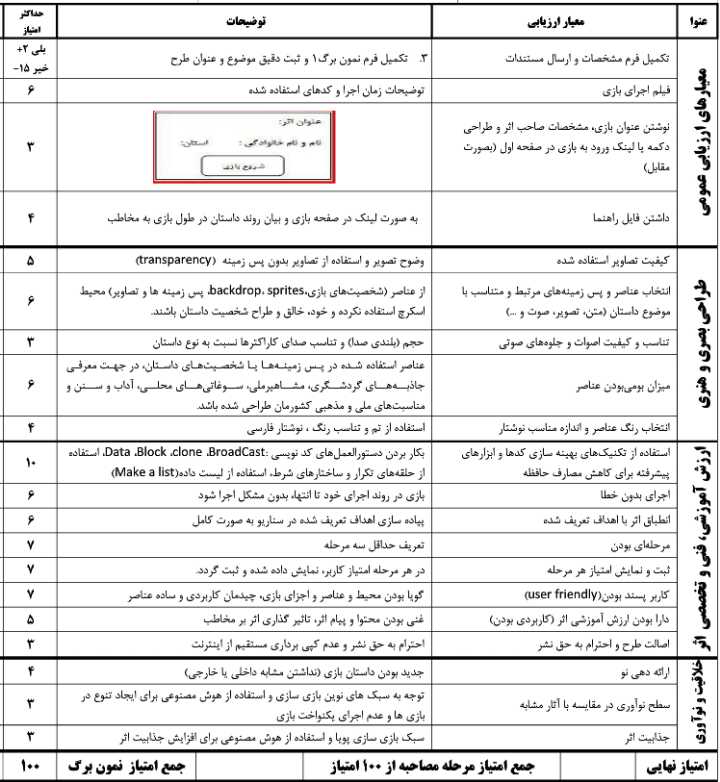 عنوا معیار ارزیابی توضیحات حداکثر امتیاز
معیارهای ارزیابی عمومی
تکمیل فرم مشخصات و ارسال مستندات ۳. تکمیل فرم نمون برگ۱ و ثبت دقیق موضوع و عنوان طرح بلی ۲+
خیر ۱۵-
فیلم اجرای بازی توضیحات زمان اجرا و کدهای استفاده شده ۶
نوشتن عنوان بازی، مشخصات صاحب اثر و طراحی
دکمه یا لینک ورود به بازی در صفحه اول (بصورت
مقابل)
عنوان اثر:
نام و نام خانوادگی : استان:
شروع بازی
۳
داشتن فایل راهنما به صورت لینک در صفحه بازی و بیان روند داستان در طول بازی به مخاطب ۴
طراحی بصری و هنری
کیفیت تصاویر استفاده شده وضوح تصویر و استفاده از تصاویر بدون پس زمینه (transparency) ۵
انتخاب عناصر و پس زمینه‌های مرتبط و متناسب با
موضوع داستان (متن، تصویر، صوت و ...)
از عناصر (شخصیت‌های بازی،backdrop، sprites، پس زمینه ها و تصاویر) محیط
اسکرچ استفاده نکرده و خود، خالق و طراح شخصیت داستان باشند.
۶
تناسب و کیفیت اصوات و جلوه‌های صوتی حجم (بلندی صدا) و تناسب صدای کاراکترها نسبت به نوع داستان ۳
میزان بومی‌بودن عناصر
عناصر استفاده شده در پس زمینه‌ها یا شخصیت‌های داستان، در جهت معرفی
جاذبه‌های گردشگری، مشاهیرملی، سوغاتی‌های محلی، آداب و سنن و
مناسبت‌های ملی و مذهبی کشورمان طراحی شده باشد.
۶
انتخاب رنگ عناصر و اندازه مناسب نوشتار استفاده از تم و تناسب رنگ ، نوشتار فارسی ۴
ارزش آموزشی، فنی و تخصصی اثر
استفاده از تکنیک‌های بهینه سازی کدها و ابزارهای
پیشرفته برای کاهش مصارف حافظه
بکار بردن دستورالعمل‌های کد نویسی :Data ،Block ،clone ،BroadCast، استفاده
از حلقه‌های تکرار و ساختارهای شرط، استفاده از لیست داده(Make a list)
۱۰
اجرای بدون خطا بازی در روند اجرای خود تا انتها، بدون مشکل اجرا شود ۶
انطباق اثر با اهداف تعریف شده پیاده سازی اهداف تعریف شده در سناریو به صورت کامل ۶
مرحله‌ای بودن تعریف حداقل سه مرحله ۷
ثبت و نمایش امتیاز هر مرحله در هر مرحله امتیاز کاربر، نمایش داده شده و ثبت گردد. ۷
کاربر پسند بودن(user friendly) گویا بودن محیط و عناصر و اجزای بازی، چیدمان کاربردی و ساده عناصر ۷
دارا بودن ارزش آموزشی اثر (کاربردی بودن) غنی بودن محتوا و پیام اثر، تاثیر گذاری اثر بر مخاطب ۵
اصالت طرح و احترام به حق نشر احترام به حق نشر و عدم کپی برداری مستقیم از اینترنت ۳
خلاقیت و نوآوری
ارائه دهی نو جدید بودن داستان بازی (نداشتن مشابه داخلی یا خارجی) ۴
سطح نوآوری در مقایسه با آثار مشابه
توجه به سبک های نوین بازی سازی و استفاده از هوش مصنوعی برای ایجاد تنوع در
بازی ها و عدم اجرای یکنواخت بازی
۳
جذابیت اثر سبک بازی سازی پویا و استفاده از هوش مصنوعی برای افزایش جذابیت اثر ۳
امتیاز نهایی جمع امتیاز مرحله مصاحبه از ۱۰۰ امتیاز جمع امتیاز نمون برگ ۱۰۰